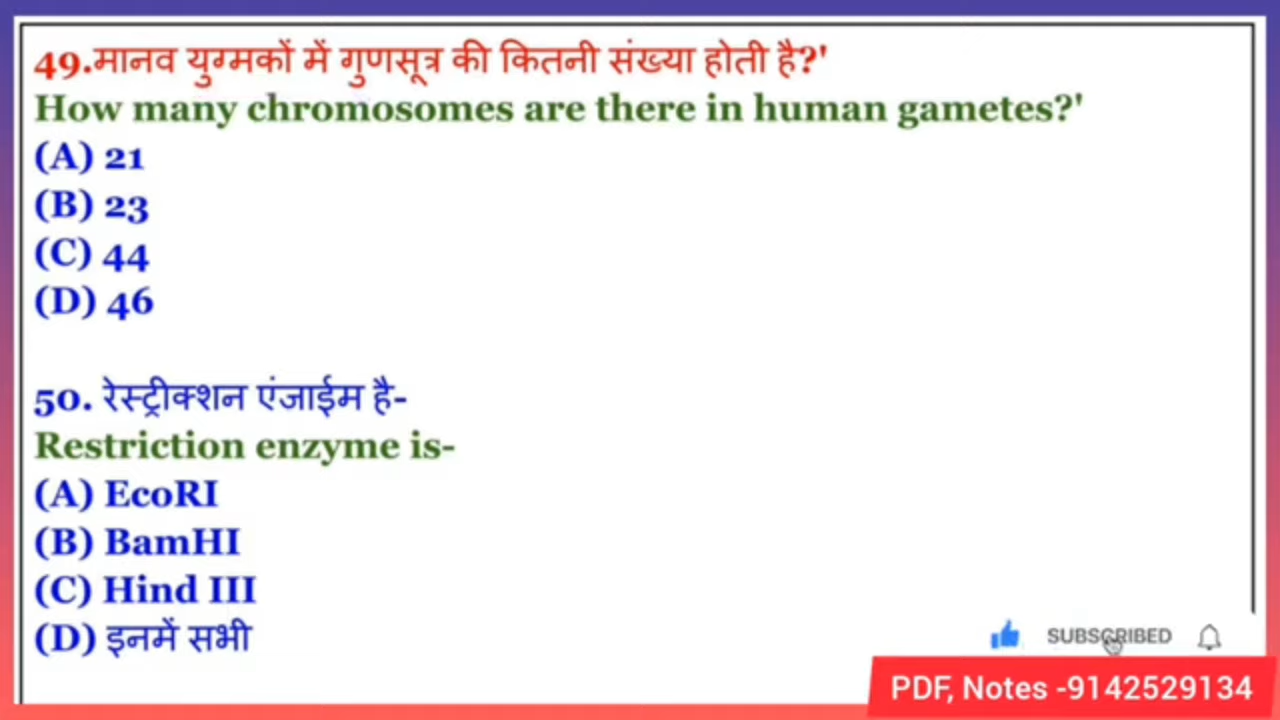 49.मानव युग्मकों में गुणसूत्र की कितनी संख्या होती है?'
How many chromosomes are there in human gametes?'
(A) 21
(B) 23
(C) 44
(D) 46
50. रेस्ट्रीक्शन एंजाईम है-
Restriction enzyme is-
(A) EcoRI
(B) BamHI
(C) Hind III
(D) इनमें सभी
SUBSCRIBED
PDF, Notes -9142529134